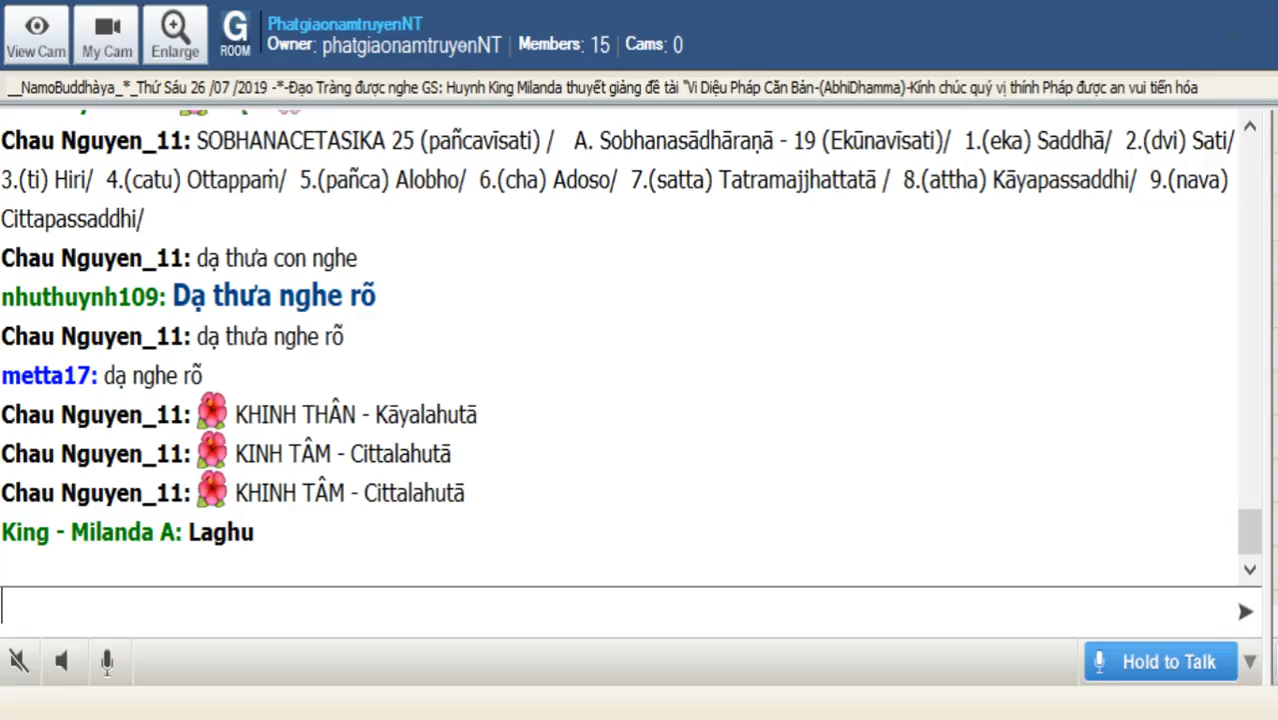 PhatgiaonamtruyenNT
Owner: phatgiaonamtruyenNT Members: 15 Cams: 0
View Cam My Cam Enlarge G ROOM
__NamoBuddhàya_*_Thứ Sáu 26 /07 /2019 -*-Đạo Tràng được nghe GS: Huynh King Milanda thuyết giảng đề tài "Vi Diệu Pháp Căn Bản-(AbhiDhamma)-Kính chúc quý vị thính Pháp được an vui tiến hóa
Chau Nguyen_11: SOBHANACETASIKA 25 (pañcavīsati) / A. Sobhanasādhāraṇā - 19 (Ekūnavīsati)/ 1.(eka) Saddhā/ 2.(dvi) Sati/
3.(ti) Hiri/ 4.(catu) Ottappaṁ/ 5.(pañca) Alobho/ 6.(cha) Adoso/ 7.(satta) Tatramajjhattatā / 8.(attha) Kāyapassaddhi/ 9.(nava)
Cittapassaddhi/
Chau Nguyen_11: dạ thưa con nghe
nhuthuynh109: Dạ thưa nghe rõ
Chau Nguyen_11: dạ thưa nghe rõ
metta17: dạ nghe rõ
Chau Nguyen_11: KHINH THÂN - Kāyalahutā
Chau Nguyen_11: KINH TÂM - Cittalahutā
Chau Nguyen_11: KHINH TÂM - Cittalahutā
King - Milanda A: Laghu
Hold to Talk